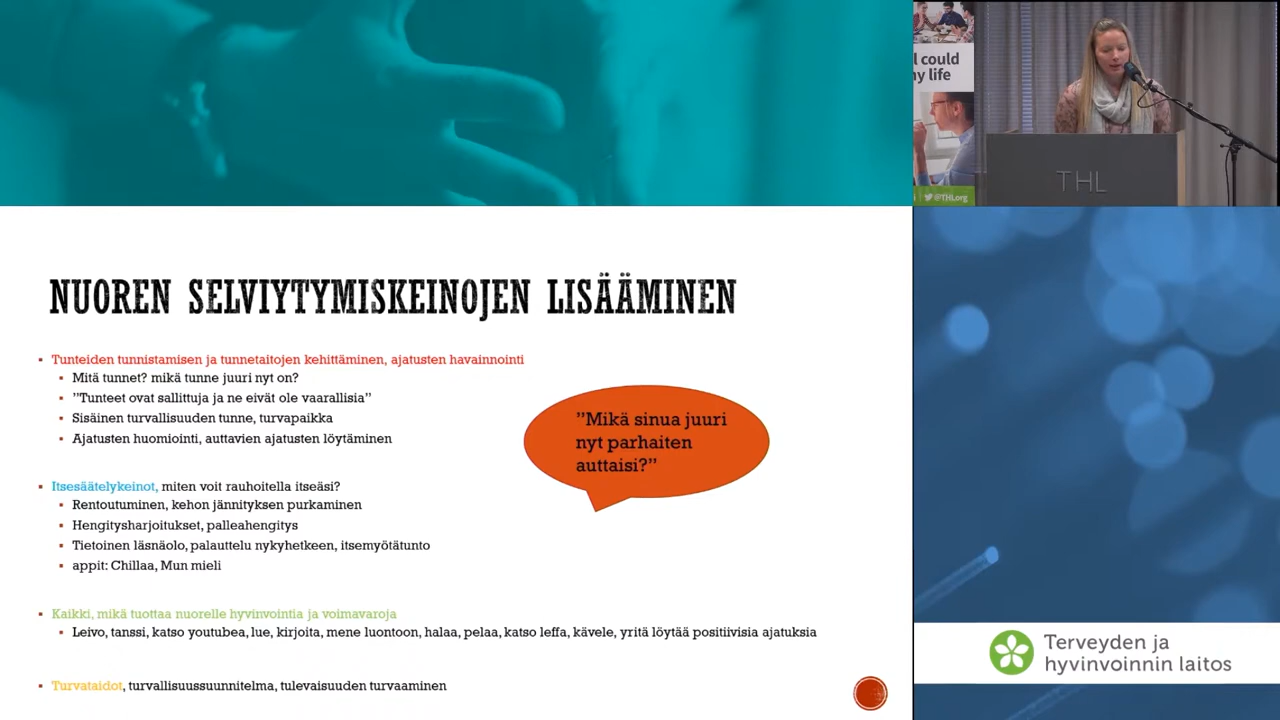 NUOREN SELVIYTYMISKEINOJEN LISÄÄMINEN
Tunteiden tunnistamisen ja tunnetaitojen kehittäminen, ajatusten havainnointi
Mitä tunnet? mikä tunne juuri nyt on?
”Tunteet ovat sallittuja ja ne eivät ole vaarallisia”
Sisäinen turvallisuuden tunne, turvapaikka
Ajatusten huomiointi, auttavien ajatusten löytäminen
Itsesäätelykeinot, miten voit rauhoitella itseäsi?
Rentoutuminen, kehon jännityksen purkaminen
Hengitysharjoitukset, palleahengitys
Tietoinen läsnäolo, palauttelu nykyhetkeen, itsemyötätunto
appit: Chillaa, Mun mieli
Kaikki, mikä tuottaa nuorelle hyvinvointia ja voimavaroja
Leivo, tanssi, katso youtubea, lue, kirjoita, mene luontoon, halaa, pelaa, katso leffa, kävele, yritä löytää positiivisia ajatuksia
Turvataidot, turvallisuussuunnitelma, tulevaisuuden turvaaminen
”Mikä sinua juuri
nyt parhaiten
auttaisi?”
could
life
@THLorg
THL
Terveyden ja
hyvinvoinnin laitos